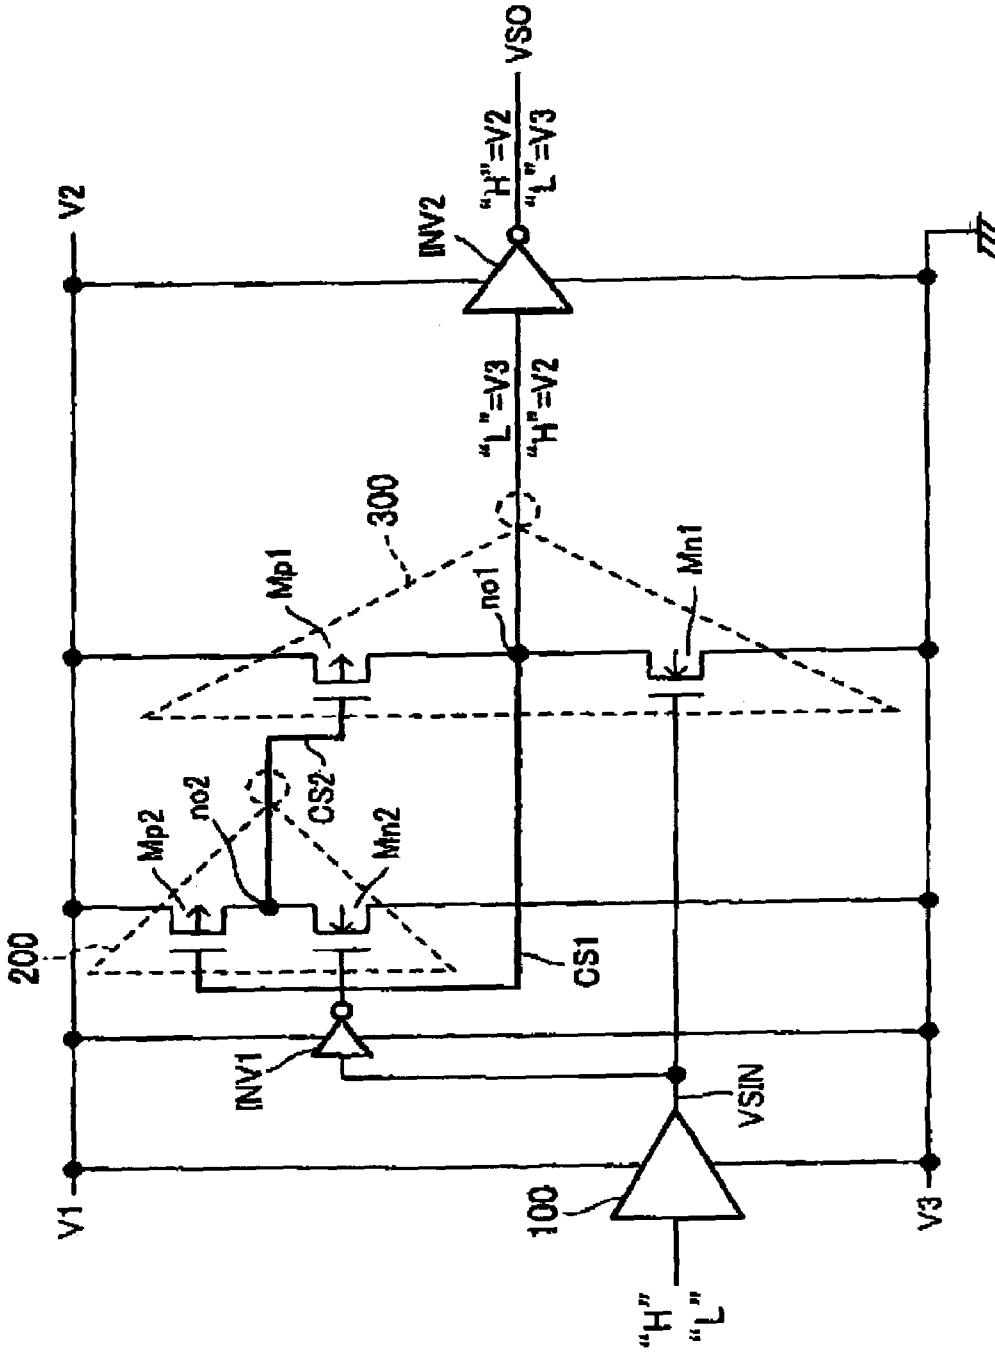 V1
V2
200
Mp2
no2
Mn2
INV1
CS2
Mp1
300
no1
Mn1
CS1
"L"=V3
"H"=V2
INV2
"H"=V2
"L"=V3
VSO
100
VSIN
"H"
"L"
V3